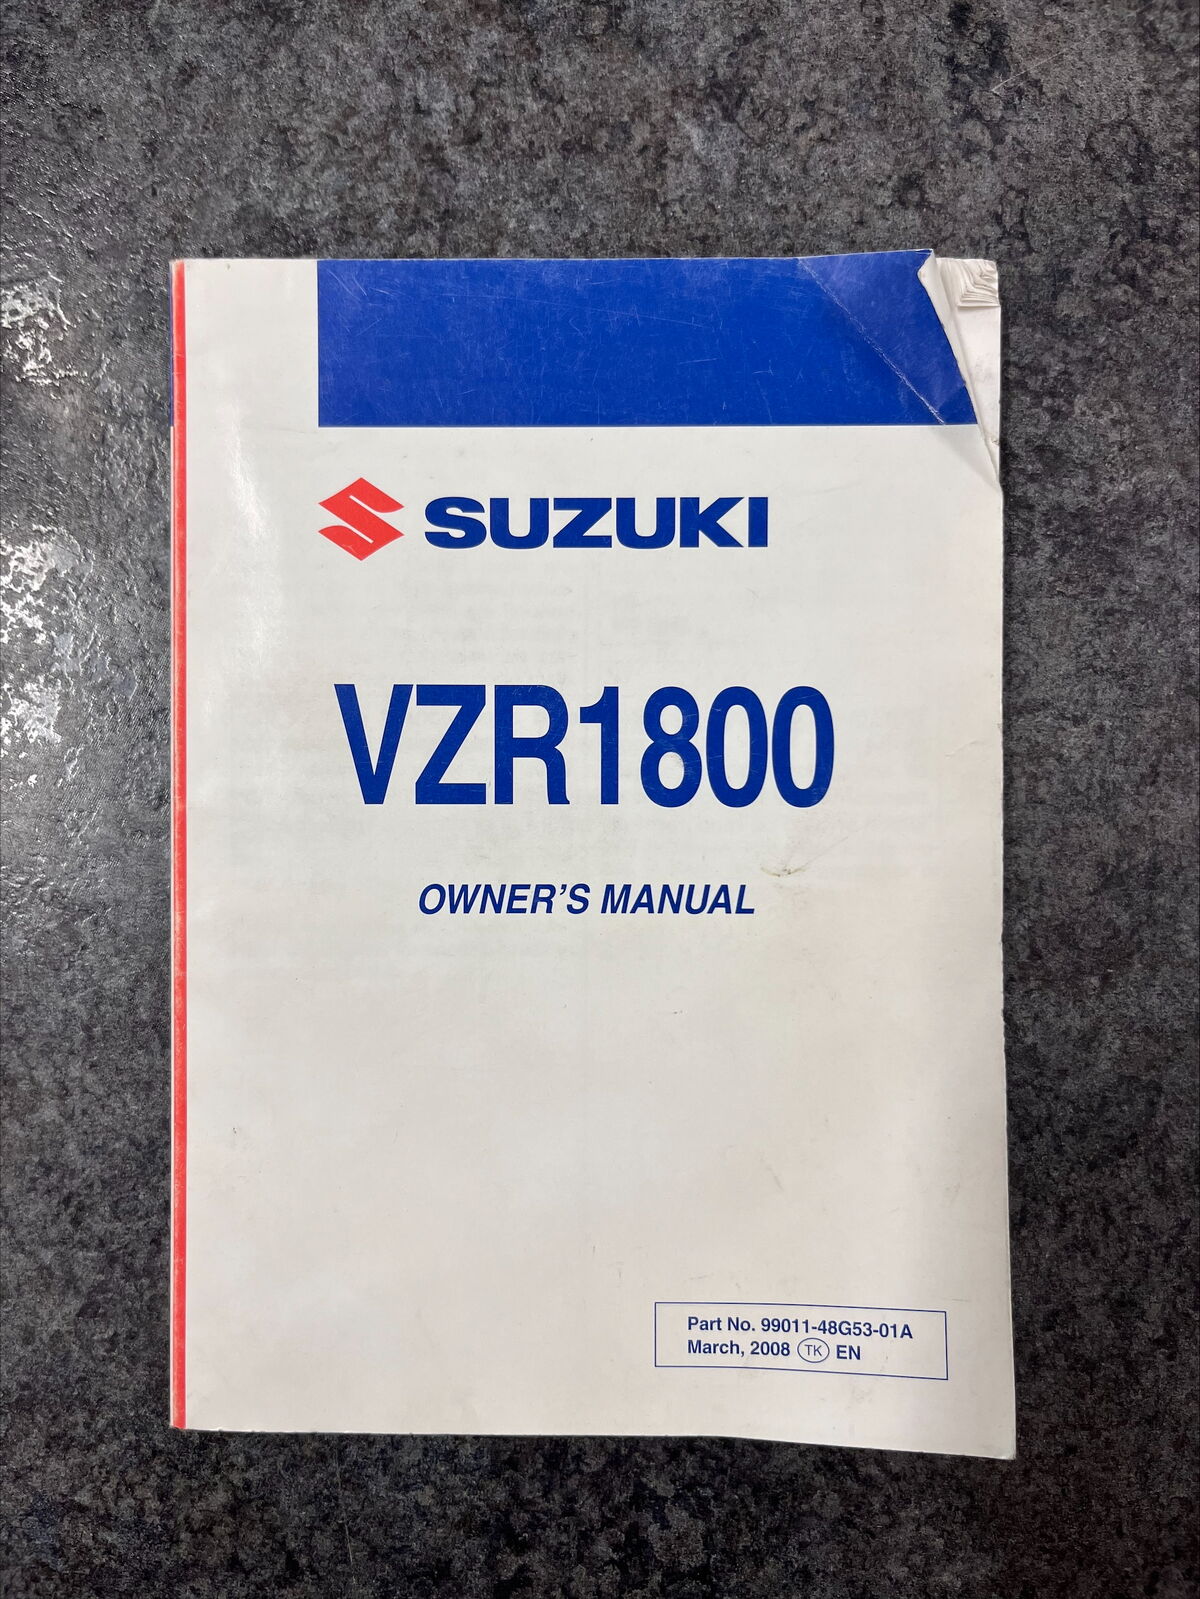 SUZUKI
VZR1800
OWNER'S MANUAL
Part No. 99011-48G53-01A
March, 2008 TK EN